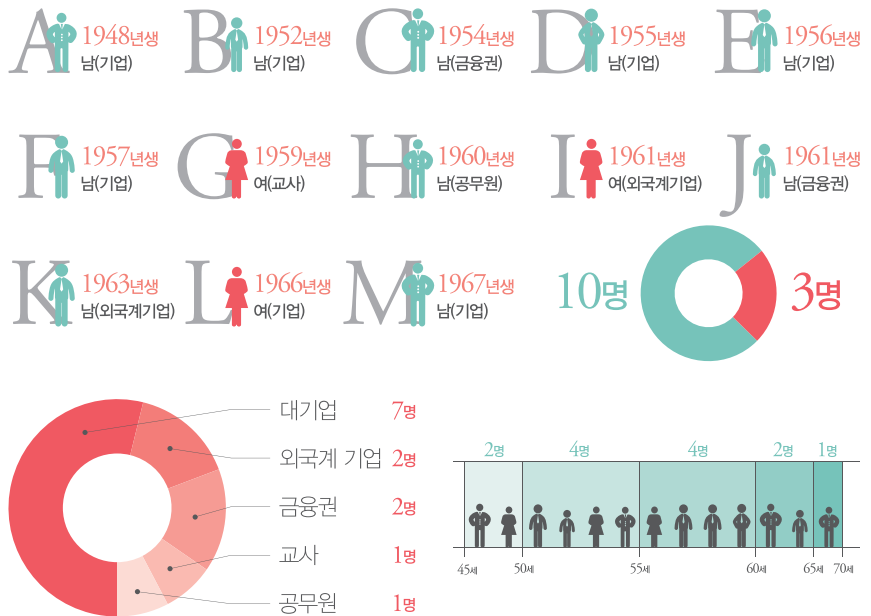 A 1948년생
남(기업)
B 1952년생
남(기업)
C 1954년생
남(금융권)
D 1955년생
남(기업)
E 1956년생
남(기업)
F 1957년생
남(기업)
G 1959년생
여(교사)
H 1960년생
남(공무원)
I 1961년생
여(외국계기업)
J 1961년생
남(금융권)
K 1963년생
남(외국계기업)
L 1966년생
여(기업)
M 1967년생
남(기업)
10명 3명
대기업 7명
외국계 기업 2명
금융권 2명
교사 1명
공무원 1명
2명 4명 4명 2명 1명
45세 50세 55세 60세 65세 70세